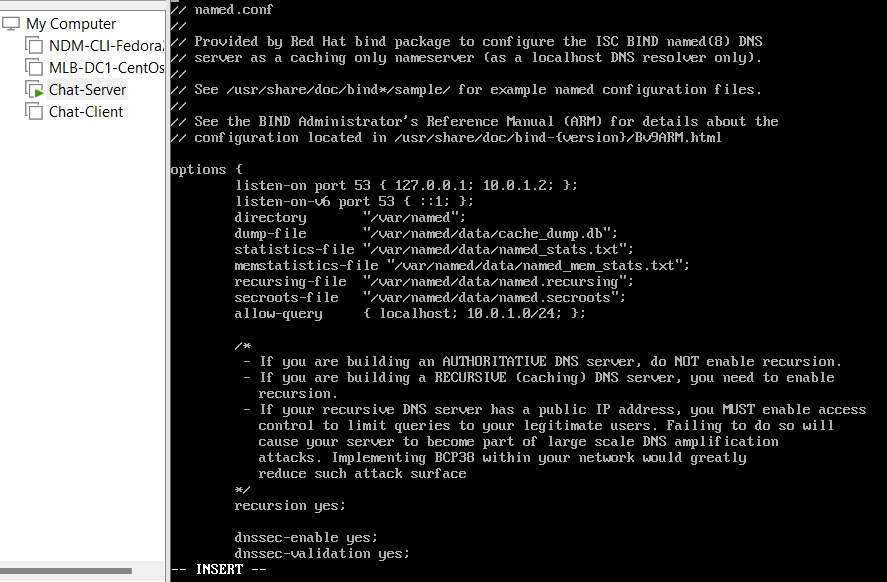 My Computer
NDM-CLI-Fedora
MLB-DC1-CentOs
Chat-Server
Chat-Client
// named.conf
//
// Provided by Red Hat bind package to configure the ISC BIND named(8) DNS
// server as a caching only nameserver (as a localhost DNS resolver only).
//
// See /usr/share/doc/bind*/sample/ for example named configuration files.
//
// See the BIND Administrator's Reference Manual (ARM) for details about the
// configuration located in /usr/share/doc/bind-{version}/Bv9ARM.html
options {
listen-on port 53 { 127.0.0.1; 10.0.1.2; };
listen-on-v6 port 53 { ::1; };
directory "/var/named";
dump-file "/var/named/data/cache_dump.db";
statistics-file "/var/named/data/named_stats.txt";
memstatistics-file "/var/named/data/named_mem_stats.txt";
recursing-file "/var/named/data/named.recursing";
secroots-file "/var/named/data/named.secroots";
allow-query { localhost; 10.0.1.0/24; };
/*
- If you are building an AUTHORITATIVE DNS server, do NOT enable recursion.
- If you are building a RECURSIVE (caching) DNS server, you need to enable
recursion.
- If your recursive DNS server has a public IP address, you MUST enable access
control to limit queries to your legitimate users. Failing to do so will
cause your server to become part of large scale DNS amplification
attacks. Implementing BCP38 within your network would greatly
reduce such attack surface
*/
recursion yes;
dnssec-enable yes;
dnssec-validation yes;
-- INSERT --